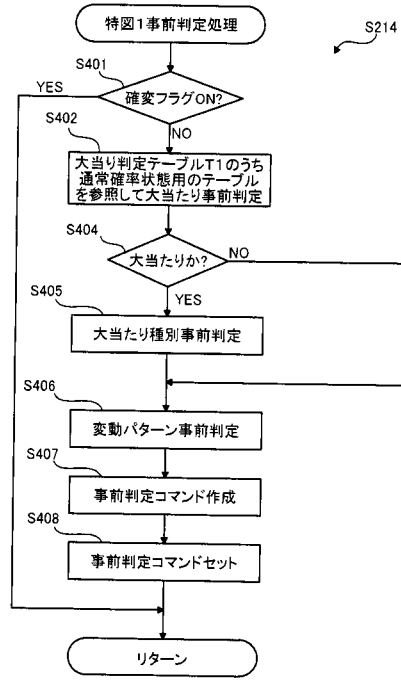 特図1事前判定処理
S214
S401
YES
確変フラグON?
S402
NO
大当り判定テーブルT1のうち
通常確率状態用のテーブル
を参照して大当たり事前判定
S404
大当たりか?
NO
S405
YES
大当たり種別事前判定
S406
変動パターン事前判定
S407
事前判定コマンド作成
S408
事前判定コマンドセット
リターン